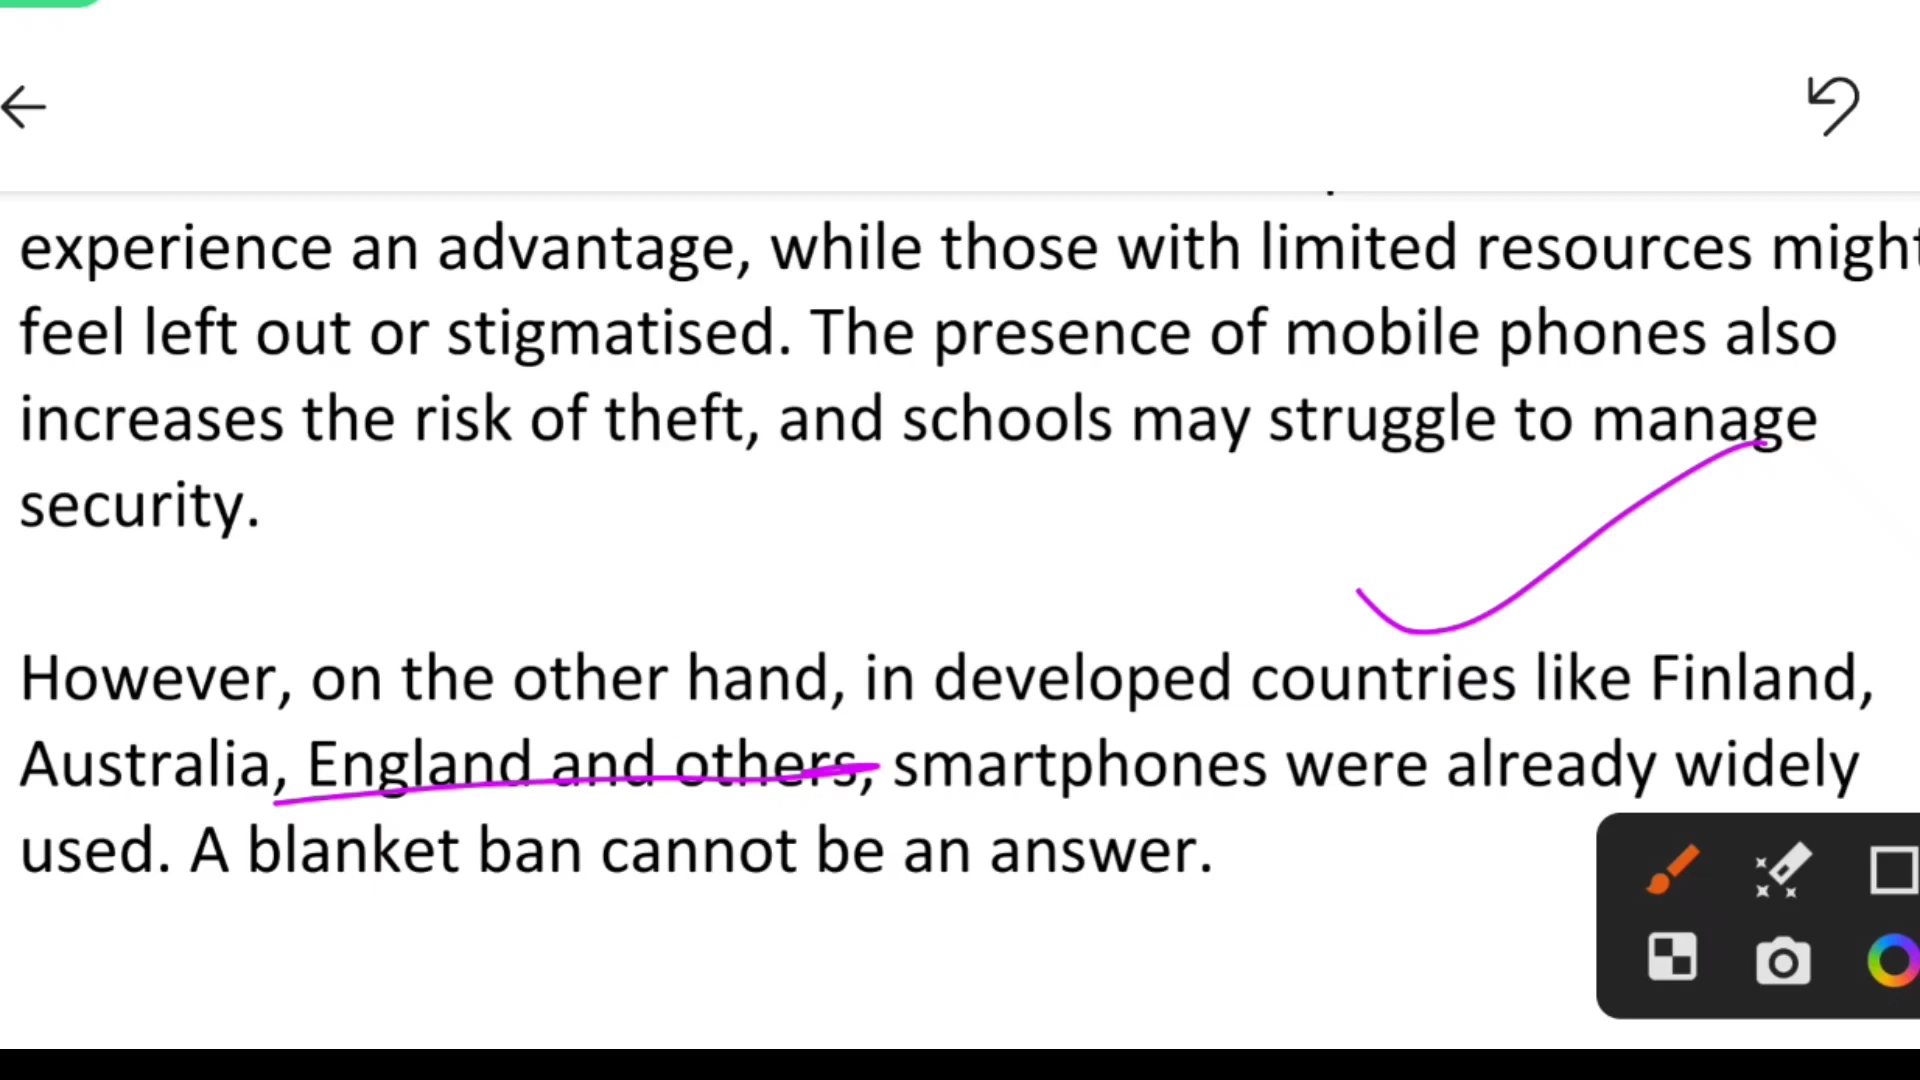 experience an advantage, while those with limited resources might
feel left out or stigmatised. The presence of mobile phones also
increases the risk of theft, and schools may struggle to manage
security.
However, on the other hand, in developed countries like Finland,
Australia, England and others, smartphones were already widely
used. A blanket ban cannot be an answer.